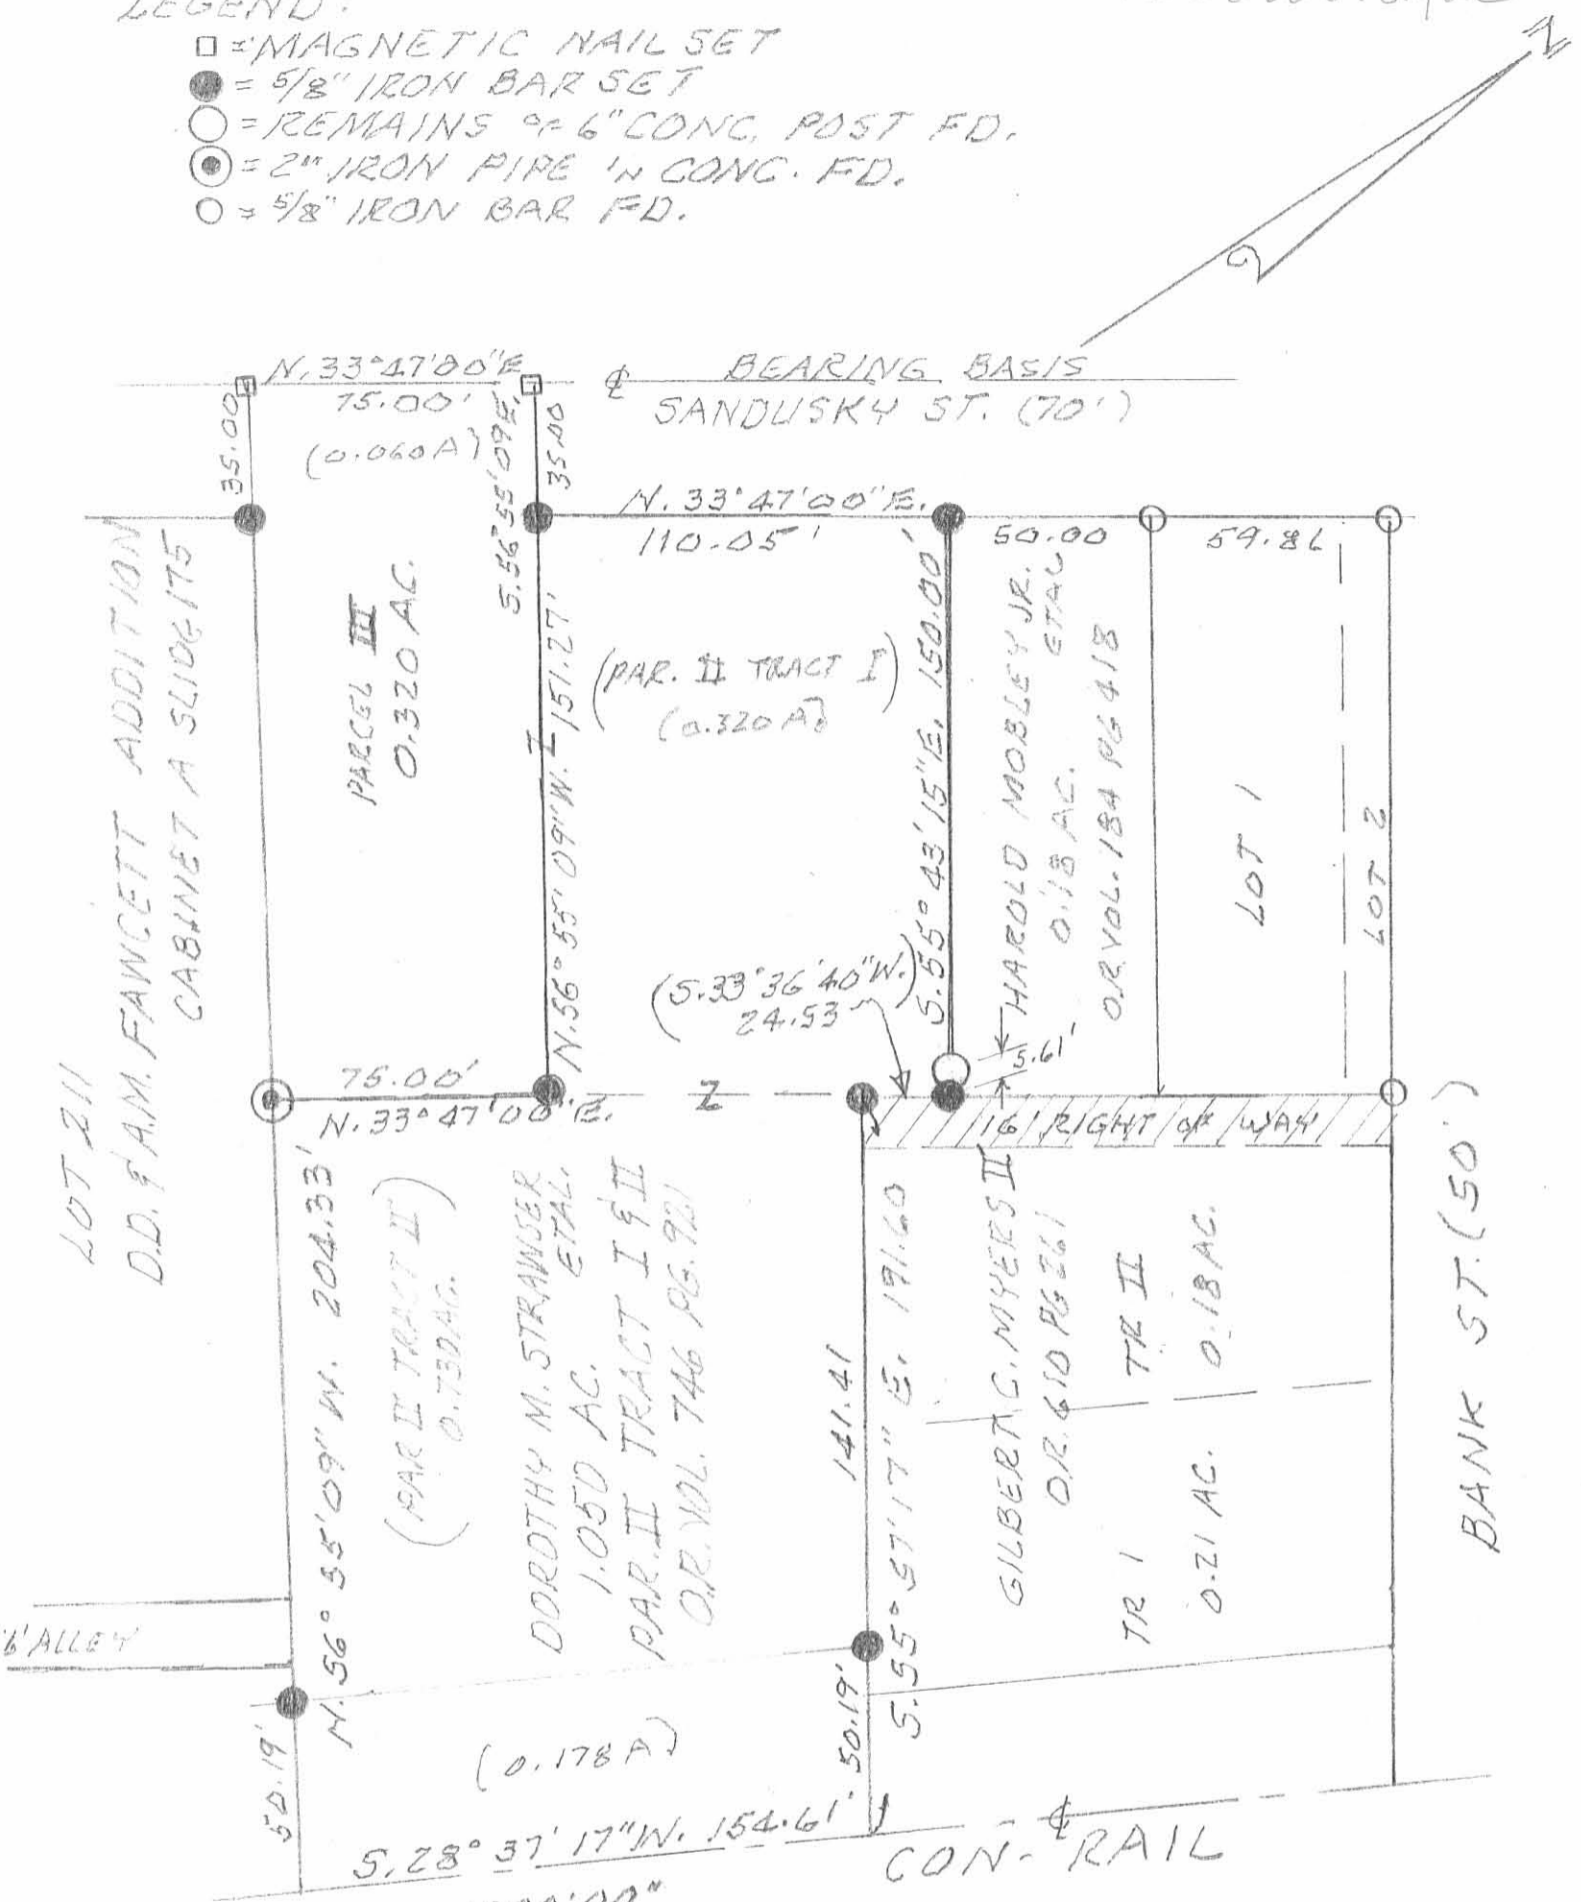 LEGEND:
□ = MAGNETIC NAIL SET
● = 5/8" IRON BAR SET
○ = REMAINS OF 6" CONC. POST FD.
◉ = 2" IRON PIPE IN CONC. FD.
○ = 5/8" IRON BAR FD.
N
N. 33°47'00"E.
75.00'
(0.060A)
35.00
S.56°55'09"E.
35.00
℄ BEARING BASIS
SANDUSKY ST. (70')
N. 33°47'00"E.
110.05'
50.00
59.86
LOT 211
D.D. & A.M. FAWCETT ADDITION
CABINET A SLIDE 175
PARCEL III
0.320 AC.
N.56°55'09"W. 151.27'
Z
(PAR. II TRACT I)
(0.320 A)
S.55°43'15"E. 150.00'
HAROLD MOBLEY JR.
ETAL
0.18 AC.
O.R. VOL. 184 PG 418
LOT 1
LOT 2
(S.33°36'40"W.)
24.53
5.61'
75.00'
N.33°47'00"E.
Z
16' RIGHT OF WAY
N.56°55'09"W. 204.33'
(PAR II TRACT II)
0.730 AC.
DOROTHY M. STRAWSER
ETAL.
1.050 AC.
PAR. II TRACT I & II
O.R. VOL. 746 PG. 921
141.41
S.55°57'17"E. 191.60
GILBERT C. MYERS II
O.R. 610 PG 261
TR II
0.18 AC.
TR 1
0.21 AC.
BANK ST. (50')
6' ALLEY
50.19'
(0.178 A)
50.19'
S.28°37'17"W. 154.61'
℄
CON-RAIL